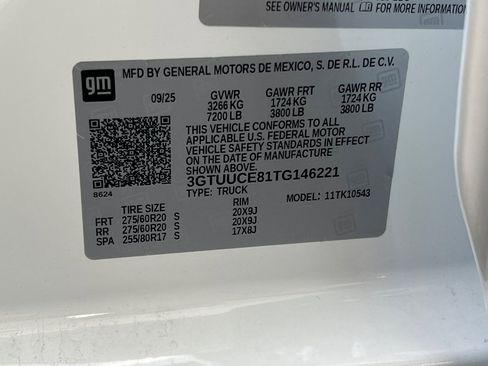 SEE OWNER'S MANUAL FOR MORE INFORMATION
gm
MFD BY GENERAL MOTORS DE MEXICO, S. DE R.L. DE C.V.
09/25 GVWR GAWR FRT GAWR RR
3266 KG 1724 KG 1724 KG
7200 LB 3800 LB 3800 LB
THIS VEHICLE CONFORMS TO ALL
APPLICABLE U.S. FEDERAL MOTOR
VEHICLE SAFETY STANDARDS IN EFFECT
ON THE DATE OF MANUFACTURE
SHOWN ABOVE.
3GTUUCE81TG146221
8624 TYPE: TRUCK 11TK10543
TIRE SIZE RIM
FRT 275/60R20 S 20X9J
RR 275/60R20 S 20X9J
SPA 255/80R17 S 17X8J